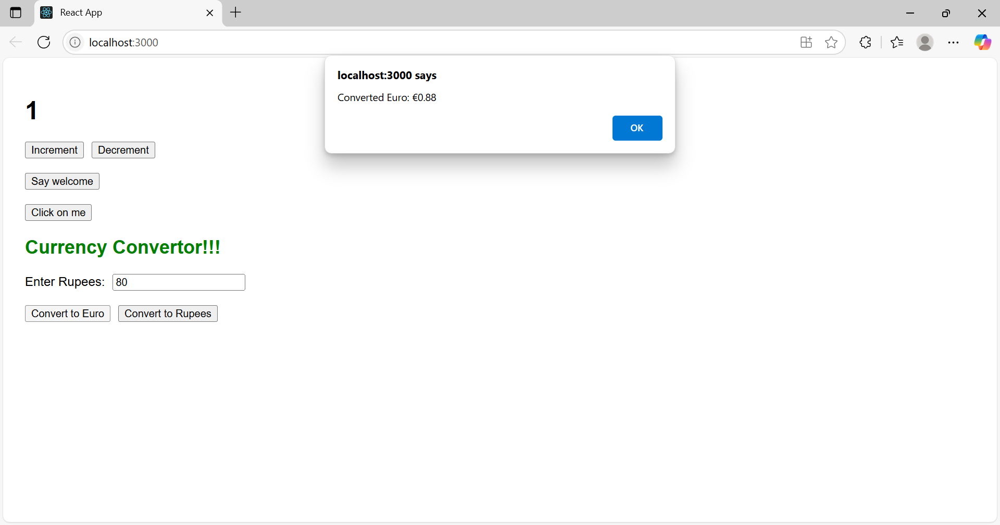 React App
localhost:3000
localhost:3000 says
Converted Euro: €0.88
OK
1
Increment Decrement
Say welcome
Click on me
Currency Convertor!!!
Enter Rupees: 80
Convert to Euro Convert to Rupees